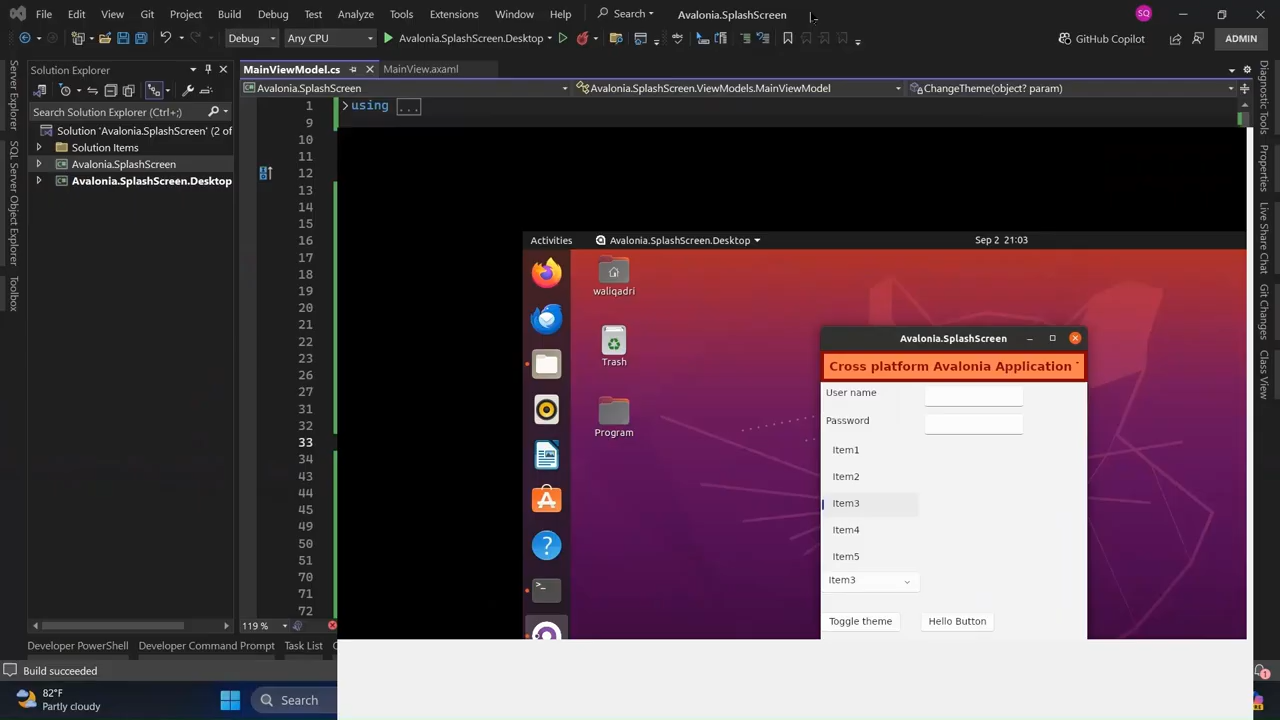 File Edit View Git Project Build Debug Test Analyze Tools Extensions Window Help Search Avalonia.SplashScreen SQ
Debug Any CPU Avalonia.SplashScreen.Desktop GitHub Copilot ADMIN
Solution Explorer MainViewModel.cs MainView.axaml
Avalonia.SplashScreen Avalonia.SplashScreen.ViewModels.MainViewModel ChangeTheme(object? param)
Search Solution Explorer (Ctrl+;)
Solution 'Avalonia.SplashScreen' (2 of
Solution Items
Avalonia.SplashScreen
Avalonia.SplashScreen.Desktop
Server Explorer
SQL Server Object Explorer
Toolbox
1 using ...
9
10
11
12
13
14
15
16
17
18
19
20
21
22
23
26
27
31
32
33
34
43
44
45
49
50
51
70
71
72
Activities Avalonia.SplashScreen.Desktop Sep 2 21:03
waliqadri
Trash
Program
Avalonia.SplashScreen
Cross platform Avalonia Application
User name
Password
Item1
Item2
Item3
Item4
Item5
Item3
Toggle theme Hello Button
Diagnostic Tools
Properties
Live Share Chat
Git Changes
Class View
119 %
Developer PowerShell Developer Command Prompt Task List
Build succeeded
1
82°F
Partly cloudy
Search